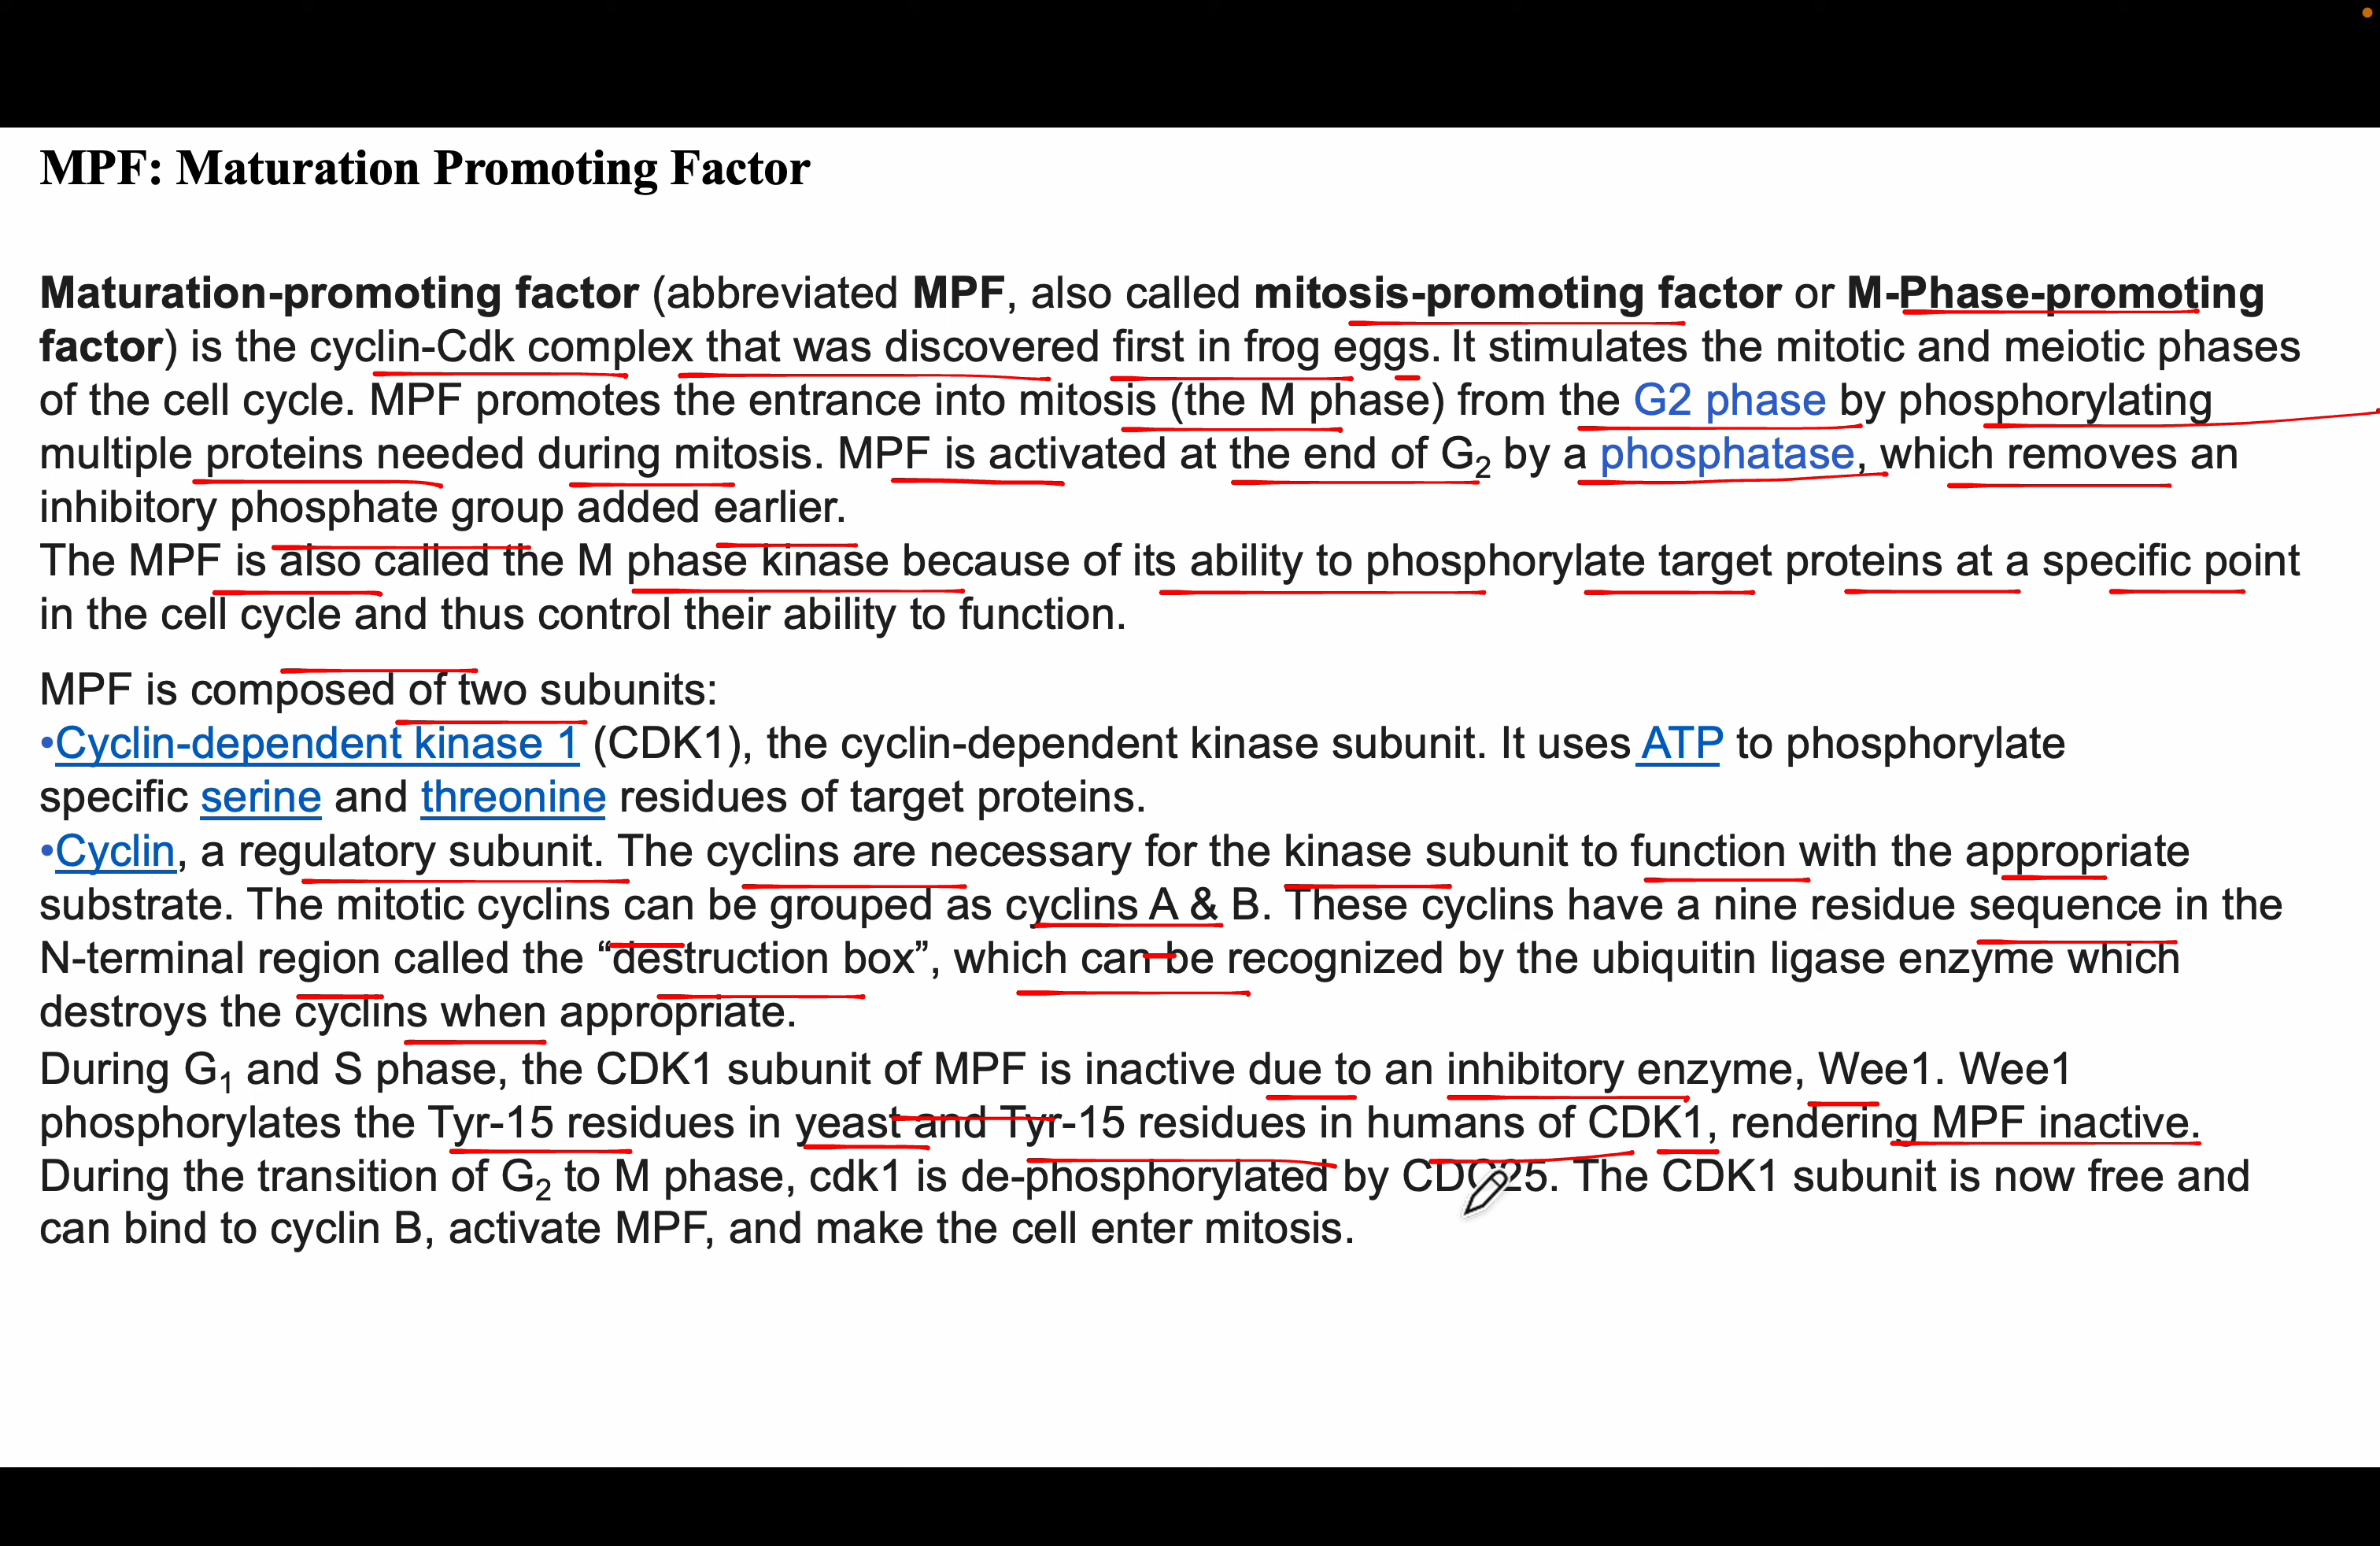 MPF: Maturation Promoting Factor
Maturation-promoting factor (abbreviated MPF, also called mitosis-promoting factor or M-Phase-promoting
factor) is the cyclin-Cdk complex that was discovered first in frog eggs. It stimulates the mitotic and meiotic phases
of the cell cycle. MPF promotes the entrance into mitosis (the M phase) from the G2 phase by phosphorylating
multiple proteins needed during mitosis. MPF is activated at the end of G₂ by a phosphatase, which removes an
inhibitory phosphate group added earlier.
The MPF is also called the M phase kinase because of its ability to phosphorylate target proteins at a specific point
in the cell cycle and thus control their ability to function.
MPF is composed of two subunits:
•Cyclin-dependent kinase 1 (CDK1), the cyclin-dependent kinase subunit. It uses ATP to phosphorylate
specific serine and threonine residues of target proteins.
•Cyclin, a regulatory subunit. The cyclins are necessary for the kinase subunit to function with the appropriate
substrate. The mitotic cyclins can be grouped as cyclins A & B. These cyclins have a nine residue sequence in the
N-terminal region called the “destruction box”, which can be recognized by the ubiquitin ligase enzyme which
destroys the cyclins when appropriate.
During G₁ and S phase, the CDK1 subunit of MPF is inactive due to an inhibitory enzyme, Wee1. Wee1
phosphorylates the Tyr-15 residues in yeast and Tyr-15 residues in humans of CDK1, rendering MPF inactive.
During the transition of G₂ to M phase, cdk1 is de-phosphorylated by CDC25. The CDK1 subunit is now free and
can bind to cyclin B, activate MPF, and make the cell enter mitosis.